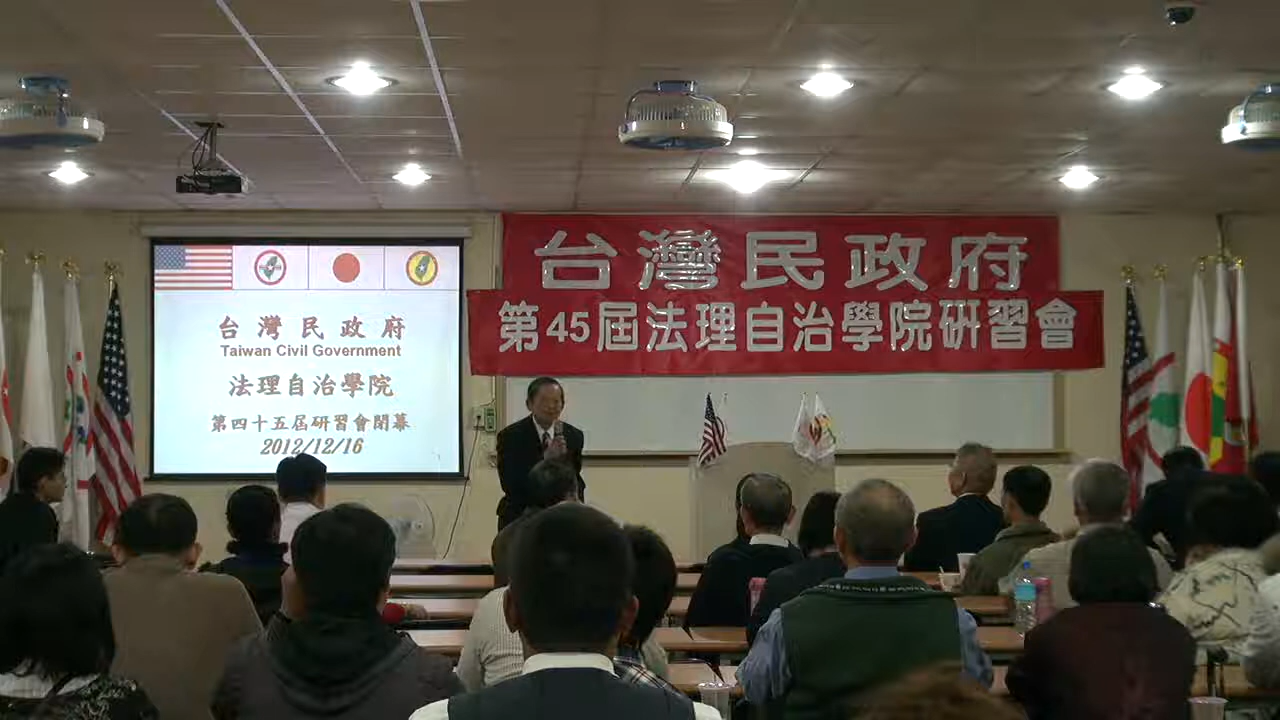 台灣民政府
Taiwan Civil Government
法理自治學院
第四十五屆研習會閉幕
2012/12/16
台灣民政府
第45屆法理自治學院研習會